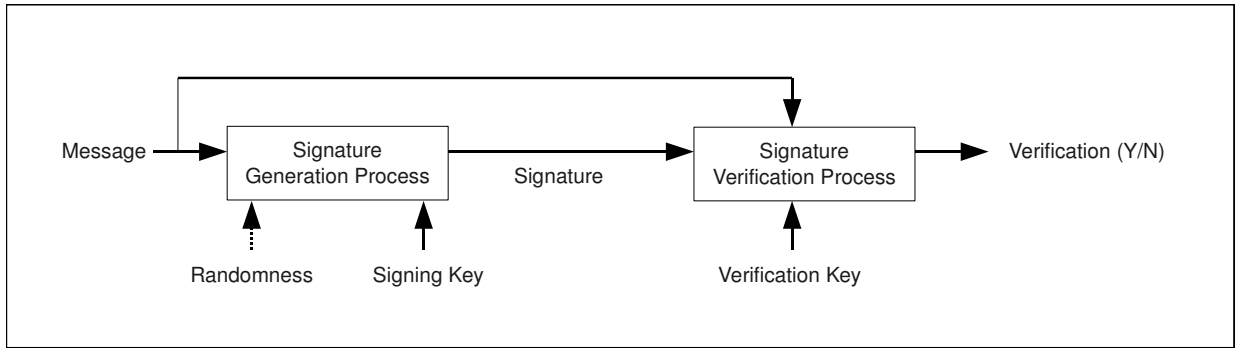 Message
Signature
Generation Process
Signature
Signature
Verification Process
Verification (Y/N)
Randomness
Signing Key
Verification Key